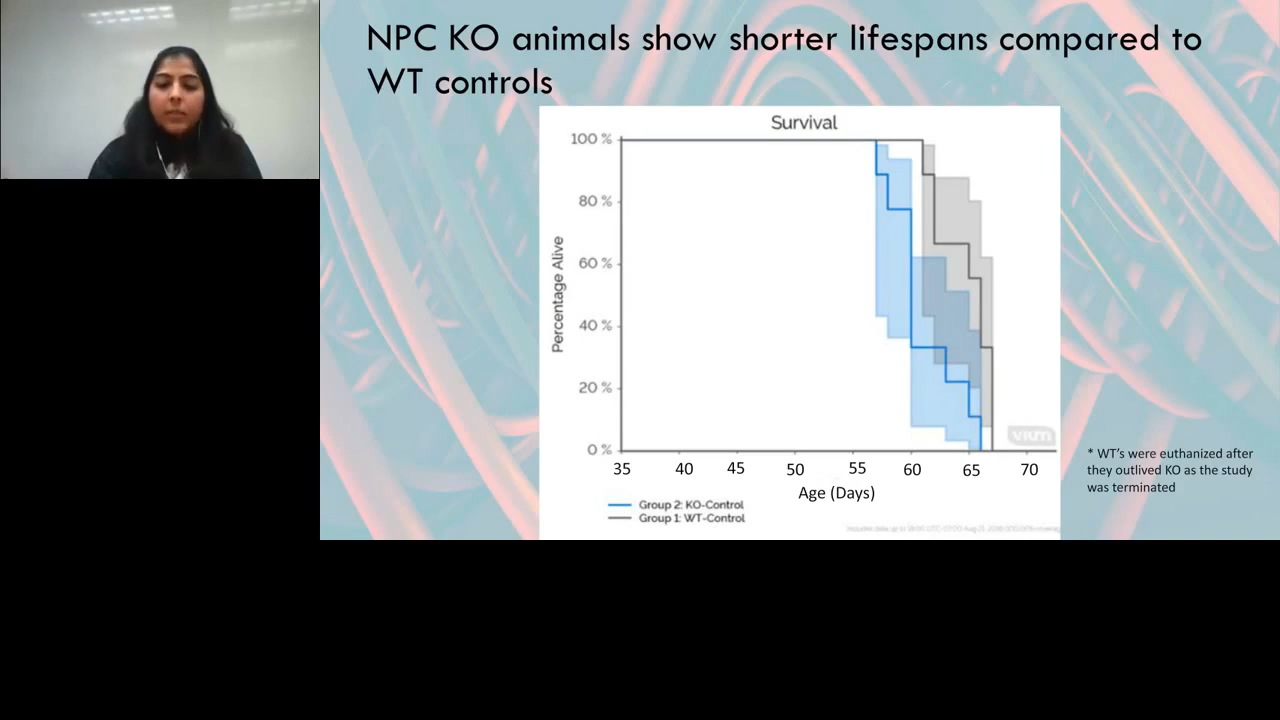 NPC KO animals show shorter lifespans compared to
WT controls
Survival
100 %
80 %
60 %
40 %
20 %
0 %
Percentage Alive
35 40 45 50 55 60 65 70
Age (Days)
vium
Group 2: KO-Control
Group 1: WT-Control
* WT's were euthanized after
they outlived KO as the study
was terminated